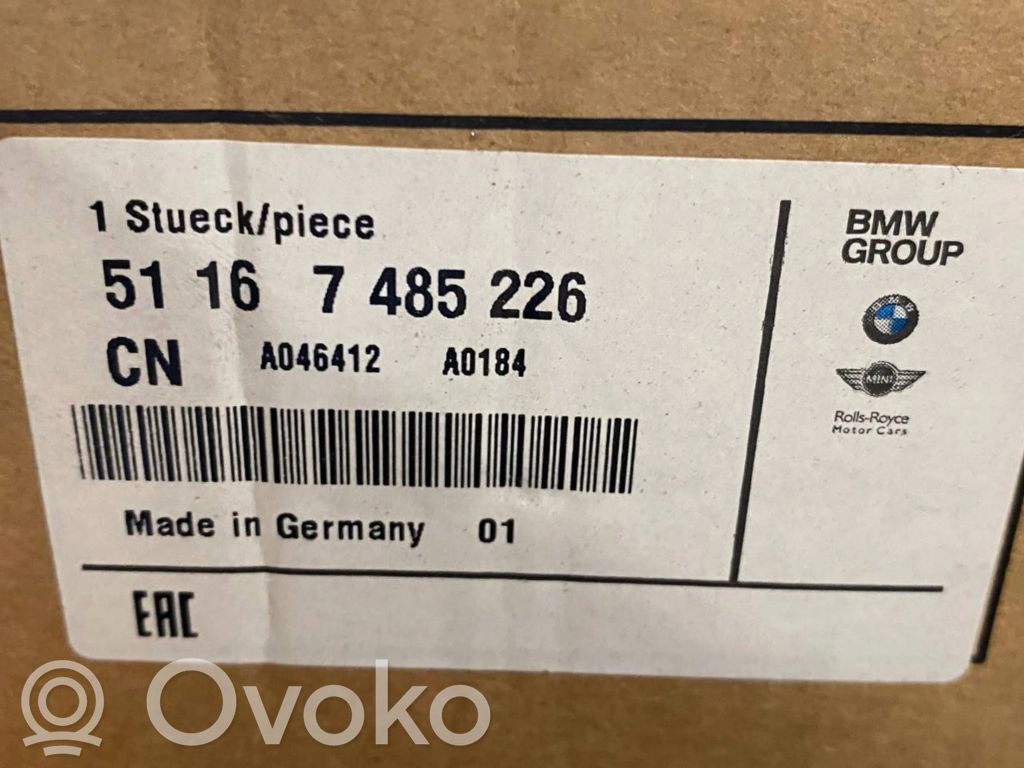 1 Stueck/piece
51 16 7 485 226
CN A046412 A0184
Made in Germany 01
EAC
BMW
GROUP
BMW
MINI
Rolls-Royce
Motor Cars
Ovoko